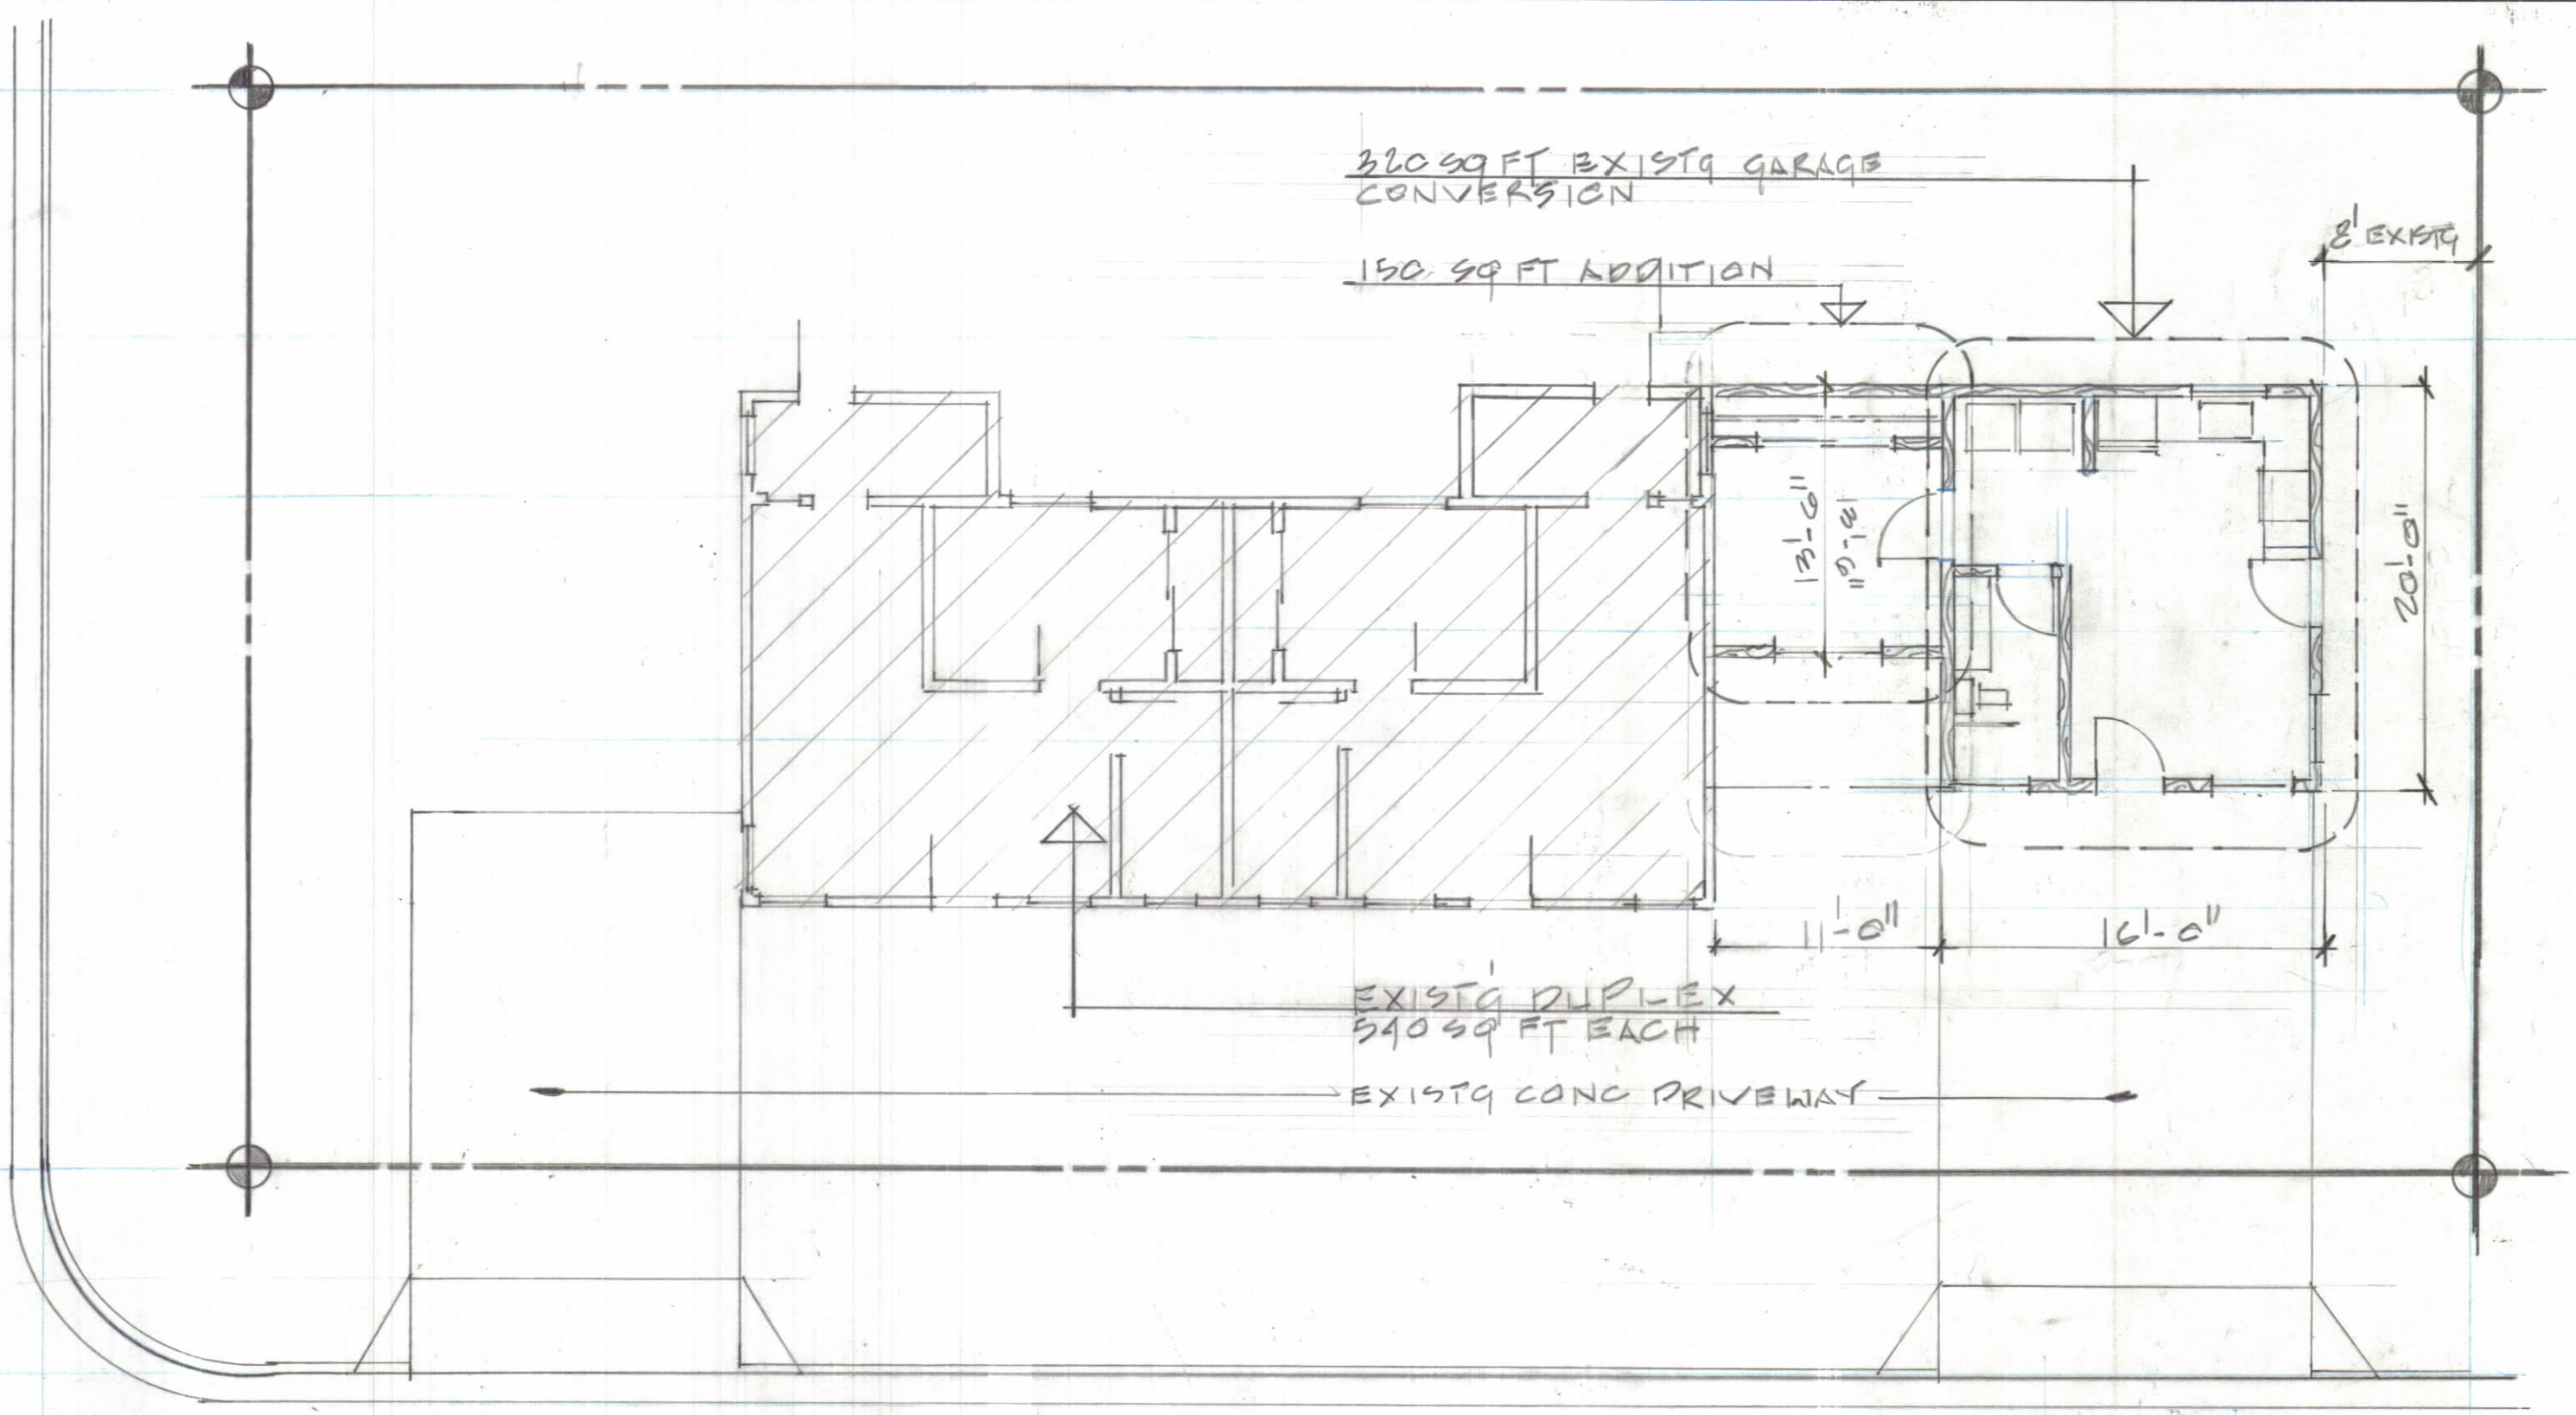 320 SQ FT EXISTG GARAGE
CONVERSION
8' EXISTG
150 SQ FT ADDITION
13'-6"
20'-0"
11'-0"
16'-0"
EXISTG DUPLEX
540 SQ FT EACH
EXISTG CONC DRIVEWAY